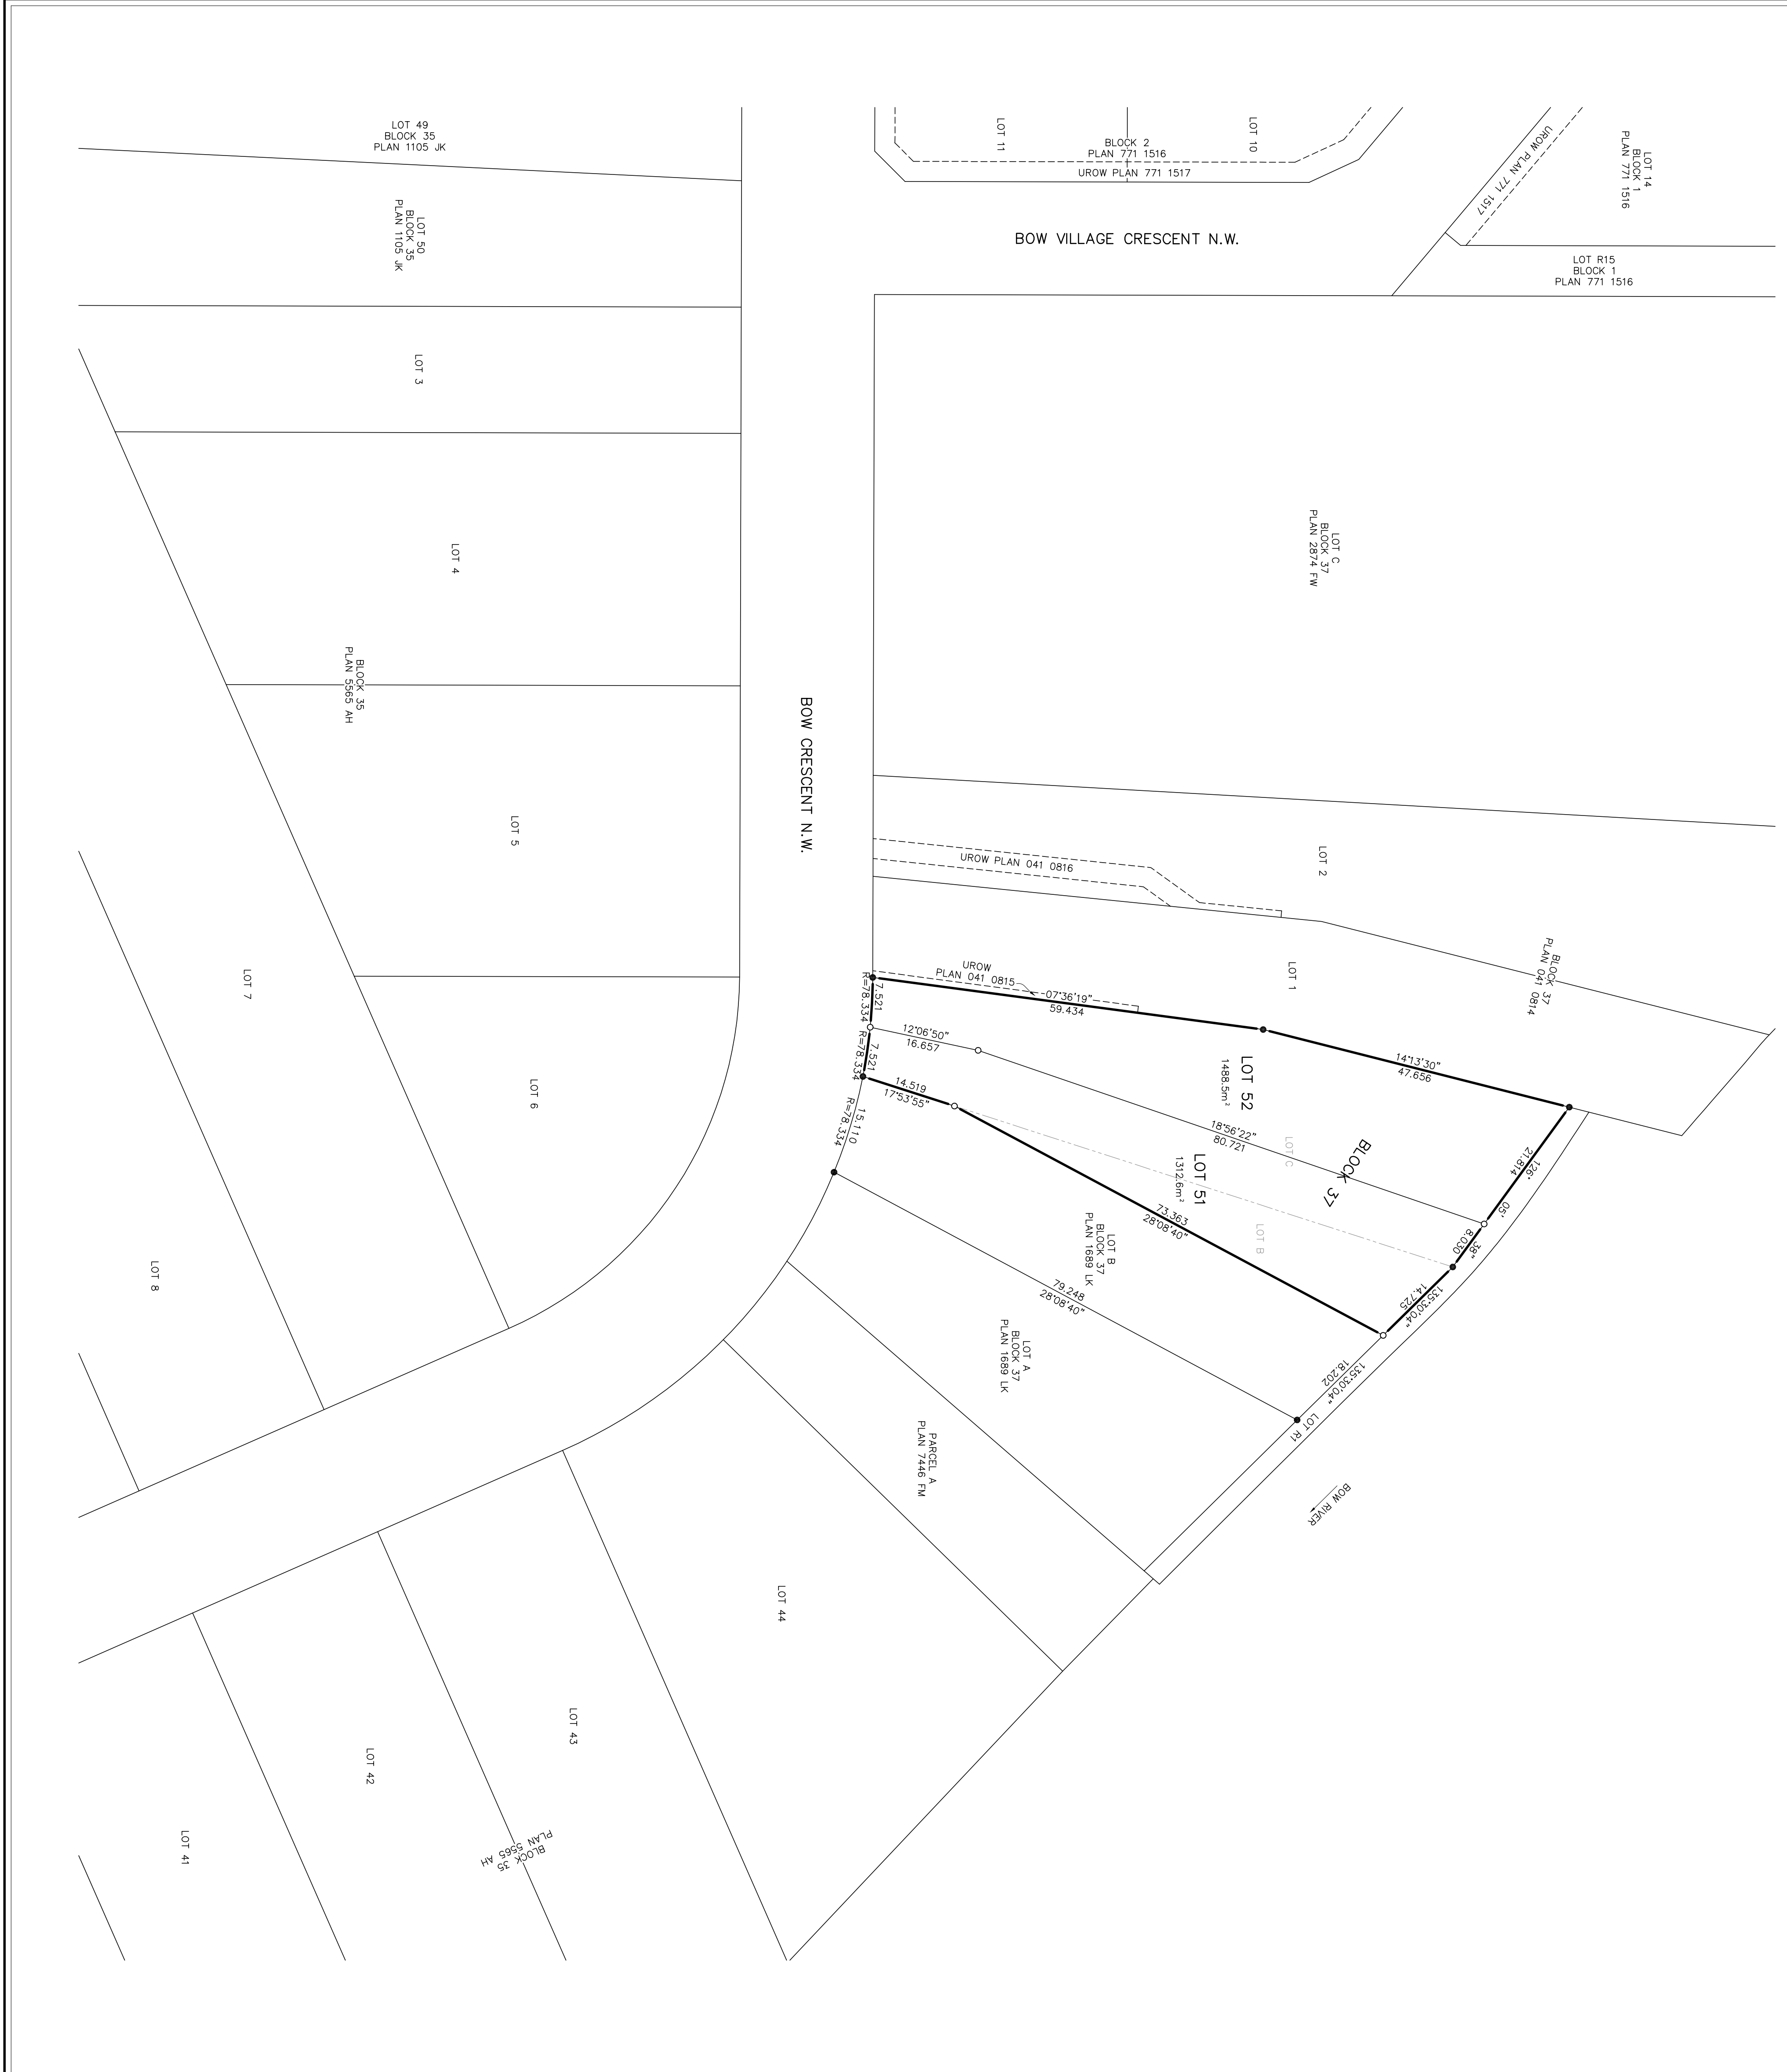 LOT 49
BLOCK 35
PLAN 1105 JK
LOT 11
BLOCK 2
PLAN 771 1516
LOT 10
UROW PLAN 771 1517
UROW PLAN 771 1517
LOT 14
BLOCK 1
PLAN 771 1516
LOT 50
BLOCK 35
PLAN 1105 JK
BOW VILLAGE CRESCENT N.W.
LOT R15
BLOCK 1
PLAN 771 1516
LOT 3
LOT C
BLOCK 37
PLAN 2874 FW
LOT 4
BLOCK 35
PLAN 5565 AH
BOW CRESCENT N.W.
LOT 5
UROW PLAN 041 0816
LOT 2
BLOCK 37
PLAN 041 0814
LOT 7
UROW
PLAN 041 0815
LOT 1
07°36'19"
59.434
7.521
R=78.334
12°06'50"
16.657
14°13'30"
47.656
7.521
R=78.334
LOT 52
1488.5m²
LOT 6
14.519
17°53'55"
15.110
R=78.334
18°56'22"
80.721
LOT C
BLOCK 37
126° 05' 38"
21.814
LOT 51
1312.6m²
8.030
73.363
28°08'40"
LOT B
LOT B
BLOCK 37
PLAN 1689 LK
135°30'04"
14.725
LOT 8
79.248
28°08'40"
LOT A
BLOCK 37
PLAN 1689 LK
135°30'04"
18.202
LOT R1
PARCEL A
PLAN 7446 FM
BOW RIVER
LOT 44
LOT 43
LOT 42
LOT 41
BLOCK 35
PLAN 5565 AH